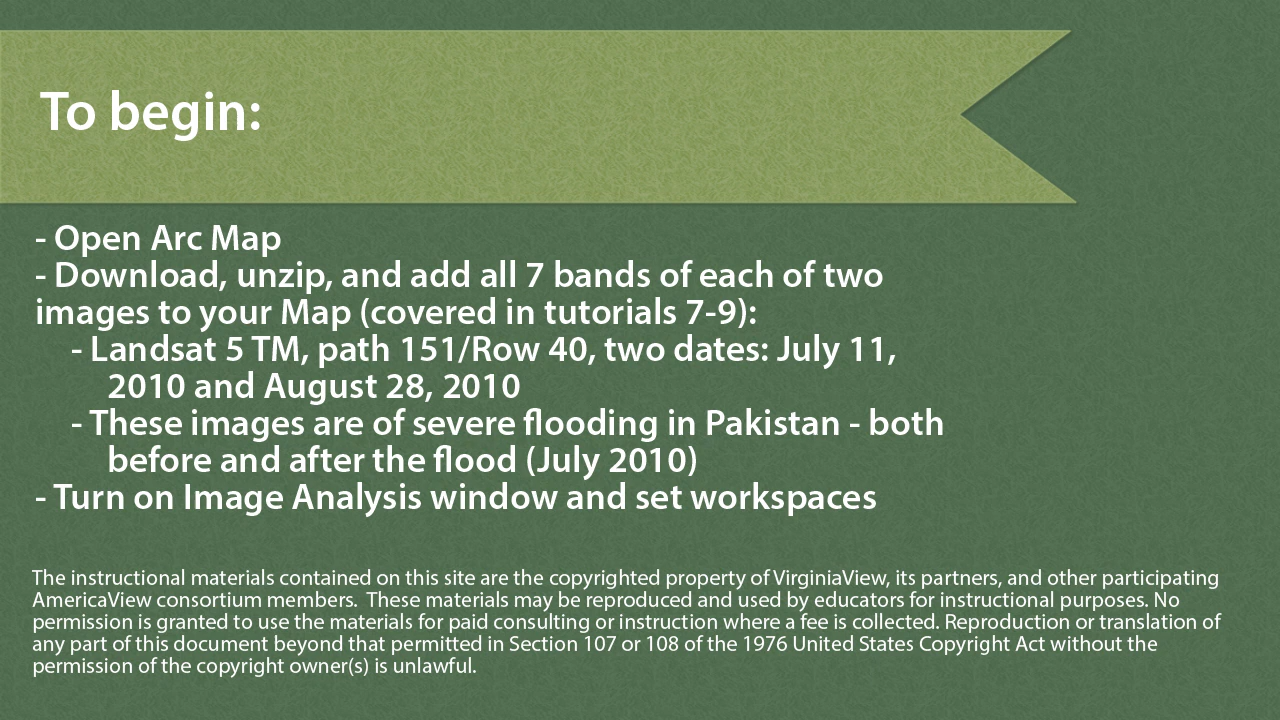 To begin:
- Open Arc Map
- Download, unzip, and add all 7 bands of each of two
images to your Map (covered in tutorials 7-9):
- Landsat 5 TM, path 151/Row 40, two dates: July 11,
2010 and August 28, 2010
- These images are of severe flooding in Pakistan - both
before and after the flood (July 2010)
- Turn on Image Analysis window and set workspaces
The instructional materials contained on this site are the copyrighted property of VirginiaView, its partners, and other participating
AmericaView consortium members.  These materials may be reproduced and used by educators for instructional purposes. No
permission is granted to use the materials for paid consulting or instruction where a fee is collected. Reproduction or translation of
any part of this document beyond that permitted in Section 107 or 108 of the 1976 United States Copyright Act without the
permission of the copyright owner(s) is unlawful.